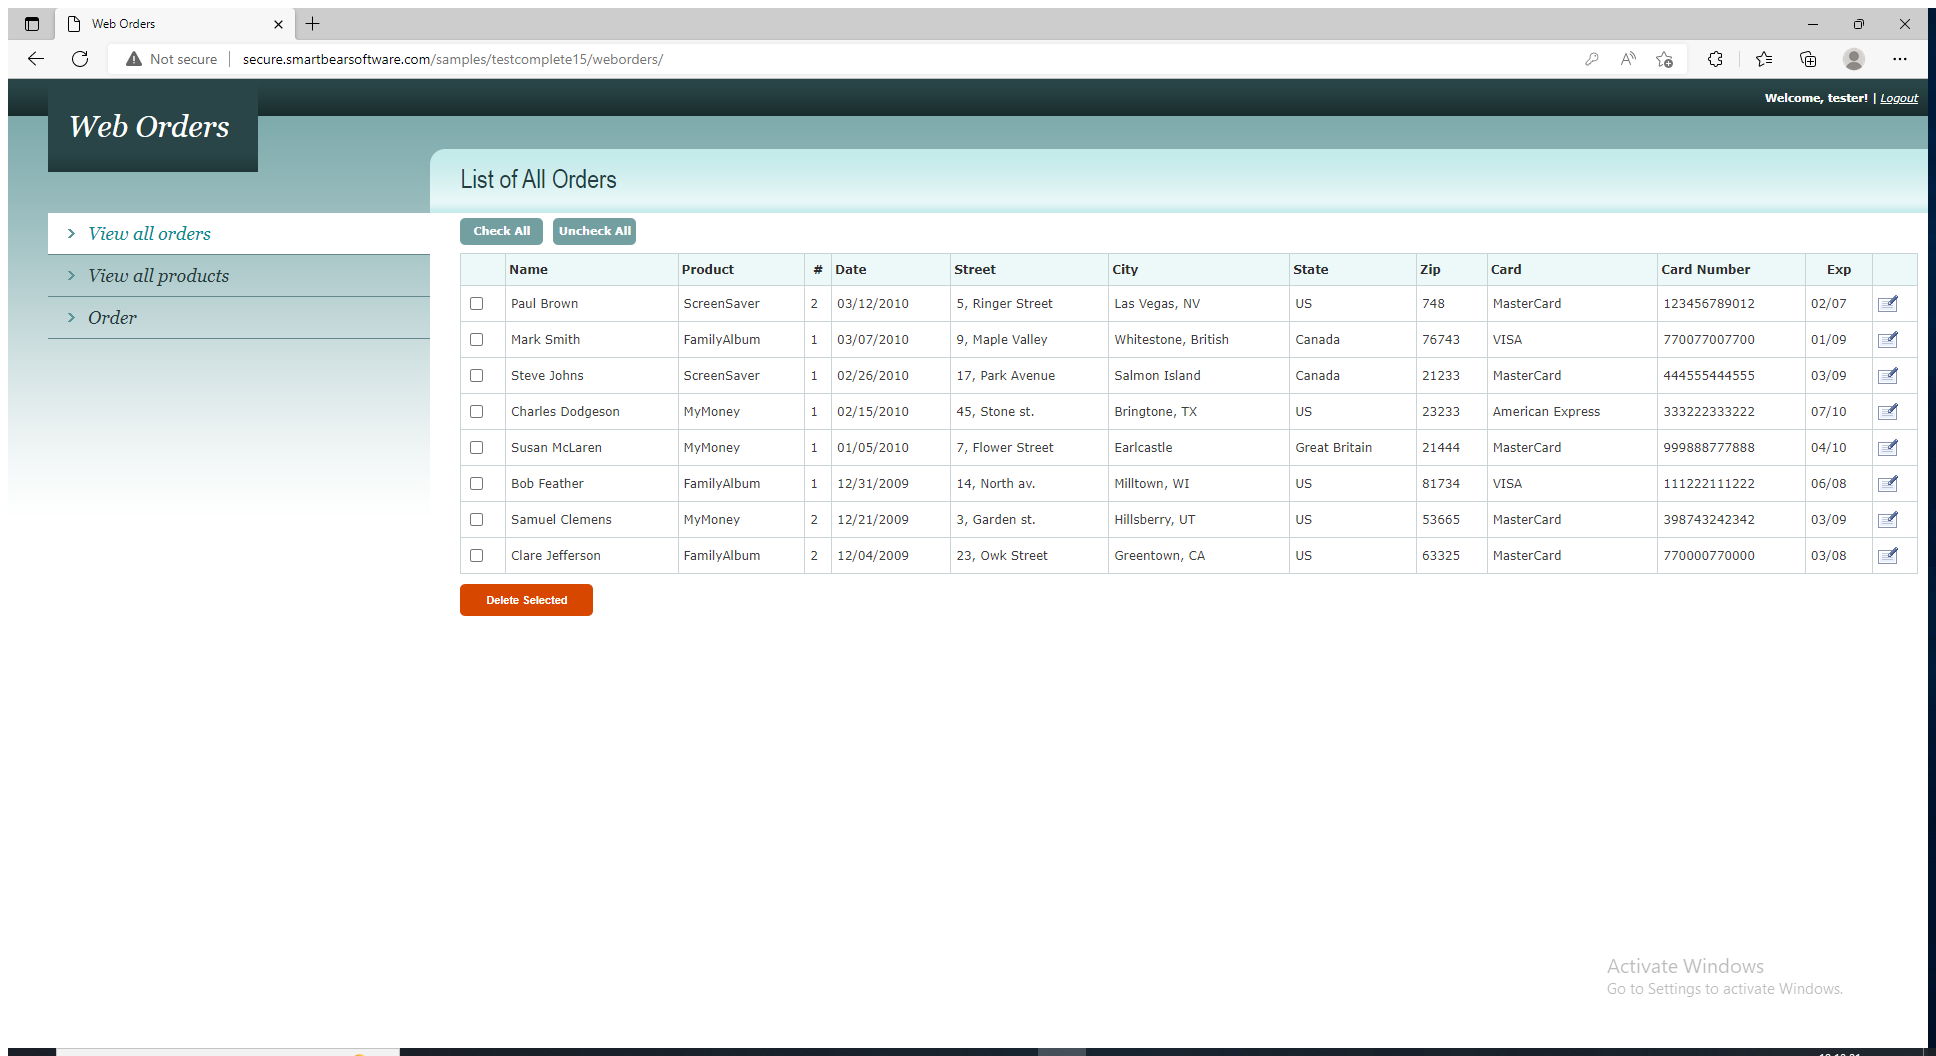 Web Orders
Not secure
secure.smartbearsoftware.com/samples/testcomplete15/weborders/
Welcome, tester! | Logout
Web Orders
List of All Orders
View all orders
View all products
Order
Check All Uncheck All
Name Product # Date Street City State Zip Card Card Number Exp
Paul Brown ScreenSaver 2 03/12/2010 5, Ringer Street Las Vegas, NV US 748 MasterCard 123456789012 02/07
Mark Smith FamilyAlbum 1 03/07/2010 9, Maple Valley Whitestone, British Canada 76743 VISA 770077007700 01/09
Steve Johns ScreenSaver 1 02/26/2010 17, Park Avenue Salmon Island Canada 21233 MasterCard 444555444555 03/09
Charles Dodgeson MyMoney 1 02/15/2010 45, Stone st. Bringtone, TX US 23233 American Express 333222333222 07/10
Susan McLaren MyMoney 1 01/05/2010 7, Flower Street Earlcastle Great Britain 21444 MasterCard 999888777888 04/10
Bob Feather FamilyAlbum 1 12/31/2009 14, North av. Milltown, WI US 81734 VISA 111222111222 06/08
Samuel Clemens MyMoney 2 12/21/2009 3, Garden st. Hillsberry, UT US 53665 MasterCard 398743242342 03/09
Clare Jefferson FamilyAlbum 2 12/04/2009 23, Owk Street Greentown, CA US 63325 MasterCard 770000770000 03/08
Delete Selected
Activate Windows
Go to Settings to activate Windows.